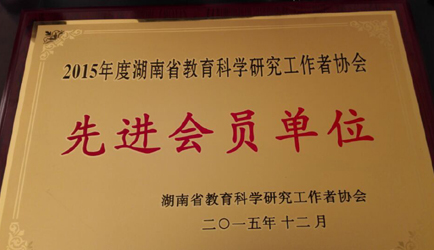 2015年度湖南省教育科学研究工作者协会
先进会员单位
湖南省教育科学研究工作者协会
二〇一五年十二月